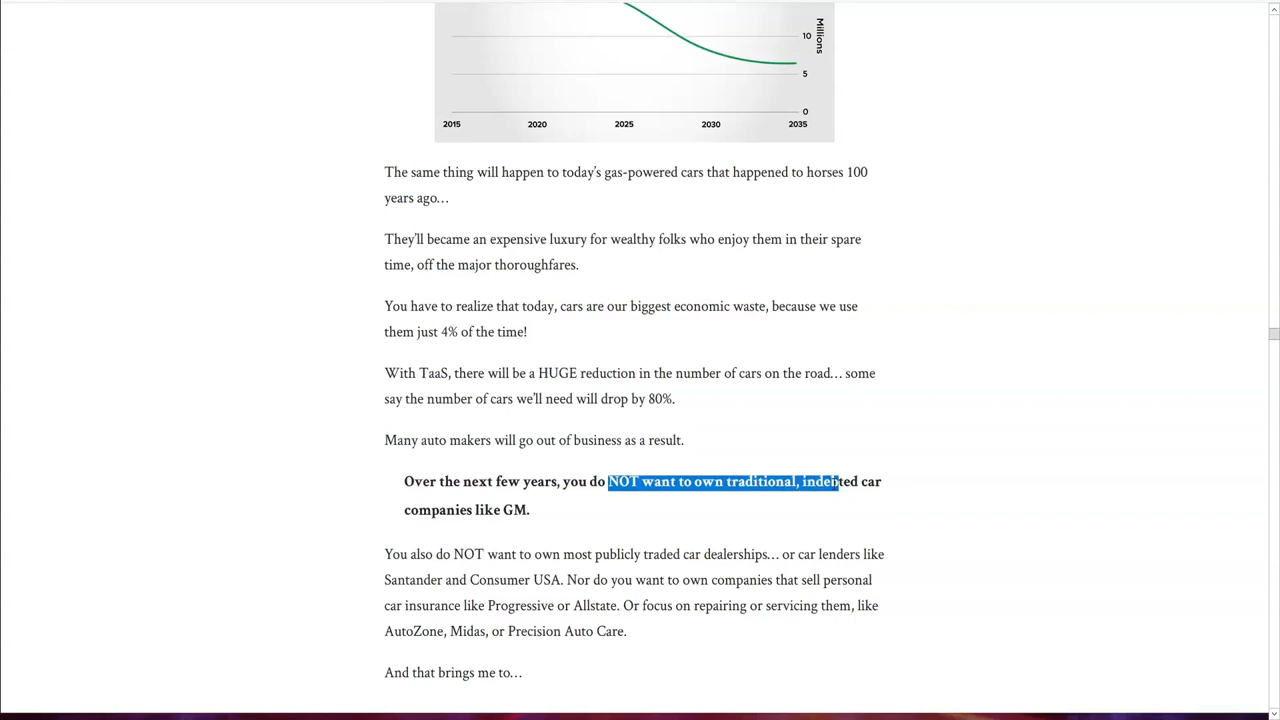 Millions
10
5
0
2015 2020 2025 2030 2035
The same thing will happen to today’s gas-powered cars that happened to horses 100
years ago…
They’ll became an expensive luxury for wealthy folks who enjoy them in their spare
time, off the major thoroughfares.
You have to realize that today, cars are our biggest economic waste, because we use
them just 4% of the time!
With TaaS, there will be a HUGE reduction in the number of cars on the road… some
say the number of cars we’ll need will drop by 80%.
Many auto makers will go out of business as a result.
Over the next few years, you do NOT want to own traditional, indebted car
companies like GM.
You also do NOT want to own most publicly traded car dealerships… or car lenders like
Santander and Consumer USA. Nor do you want to own companies that sell personal
car insurance like Progressive or Allstate. Or focus on repairing or servicing them, like
AutoZone, Midas, or Precision Auto Care.
And that brings me to…